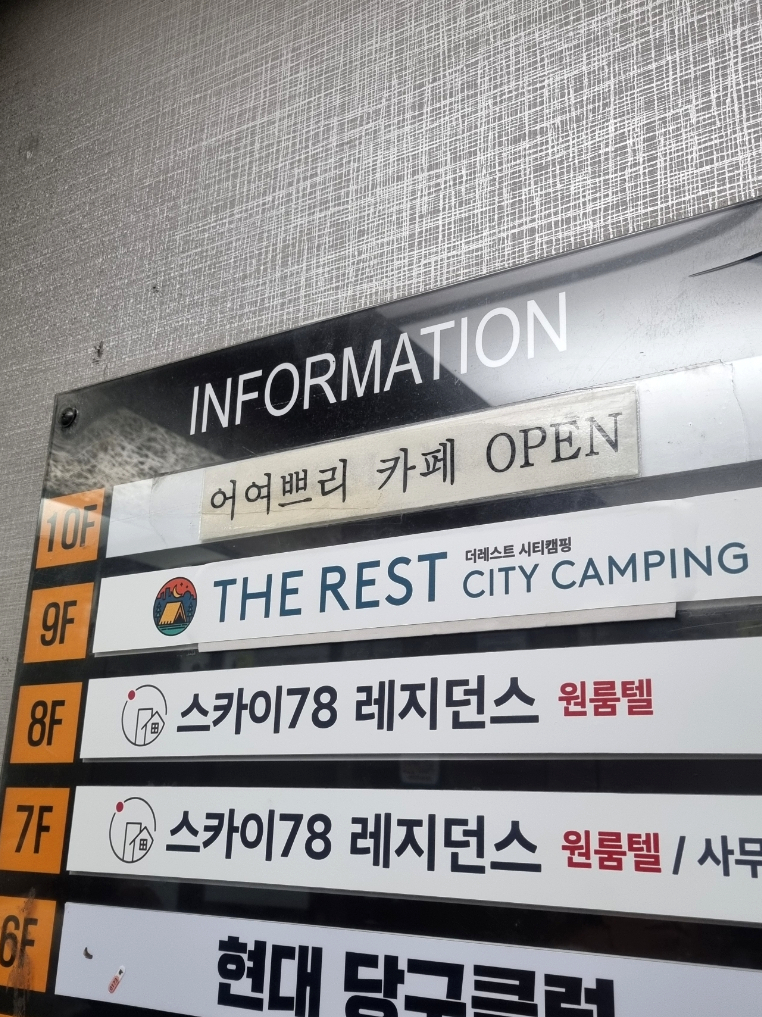 INFORMATION
10F 어여쁘리 카페 OPEN
9F THE REST 더레스트 시티캠핑 CITY CAMPING
8F 스카이78 레지던스 원룸텔
7F 스카이78 레지던스 원룸텔 / 사무
6F 현대 당구클럽